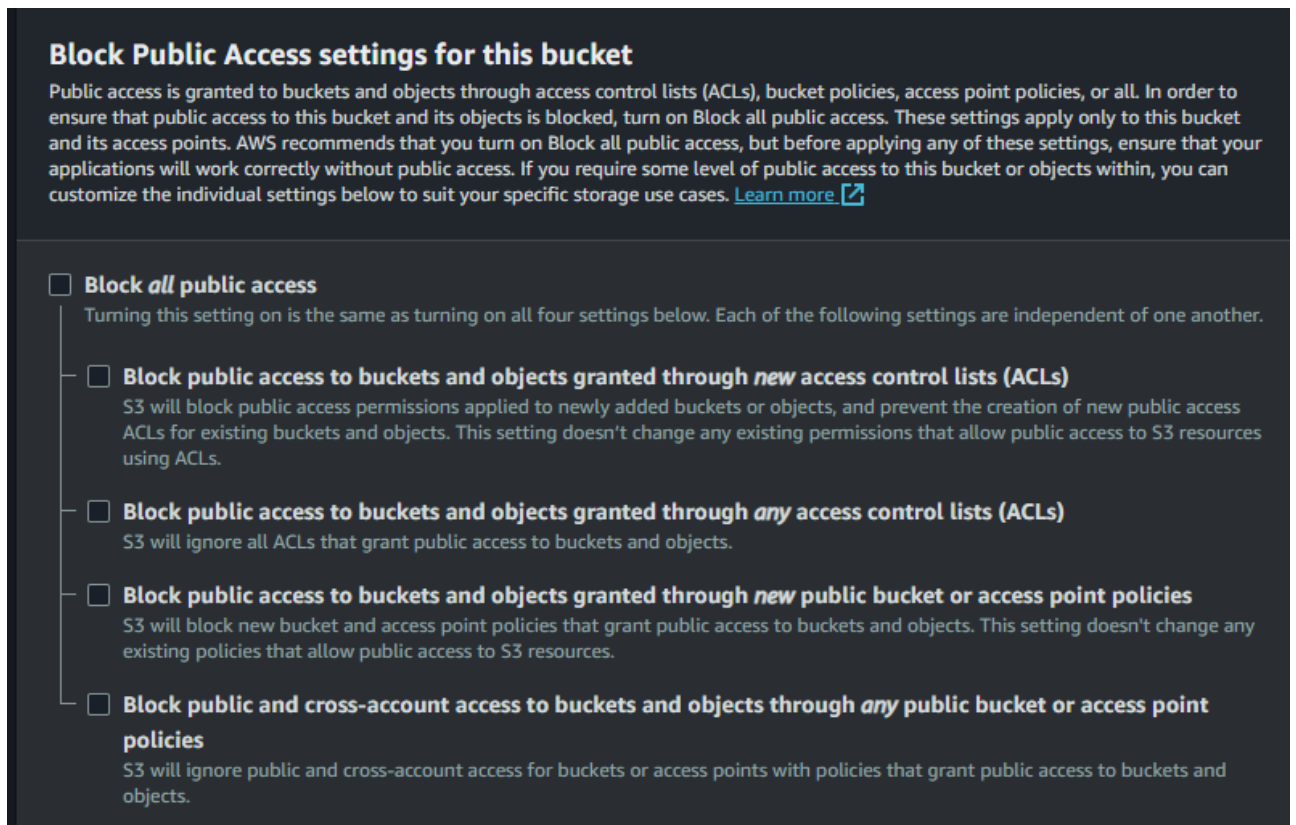 Block Public Access settings for this bucket
Public access is granted to buckets and objects through access control lists (ACLs), bucket policies, access point policies, or all. In order to
ensure that public access to this bucket and its objects is blocked, turn on Block all public access. These settings apply only to this bucket
and its access points. AWS recommends that you turn on Block all public access, but before applying any of these settings, ensure that your
applications will work correctly without public access. If you require some level of public access to this bucket or objects within, you can
customize the individual settings below to suit your specific storage use cases. Learn more
Block all public access
Turning this setting on is the same as turning on all four settings below. Each of the following settings are independent of one another.
Block public access to buckets and objects granted through new access control lists (ACLs)
S3 will block public access permissions applied to newly added buckets or objects, and prevent the creation of new public access
ACLs for existing buckets and objects. This setting doesn't change any existing permissions that allow public access to S3 resources
using ACLs.
Block public access to buckets and objects granted through any access control lists (ACLs)
S3 will ignore all ACLs that grant public access to buckets and objects.
Block public access to buckets and objects granted through new public bucket or access point policies
S3 will block new bucket and access point policies that grant public access to buckets and objects. This setting doesn't change any
existing policies that allow public access to S3 resources.
Block public and cross-account access to buckets and objects through any public bucket or access point
policies
S3 will ignore public and cross-account access for buckets or access points with policies that grant public access to buckets and
objects.